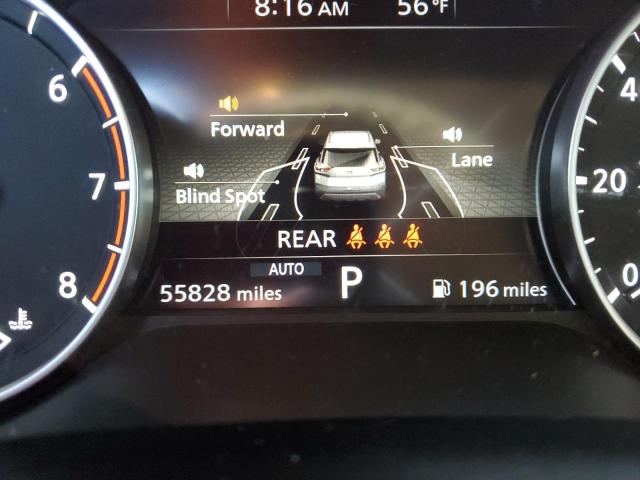 8:16 AM 56 °F
6 Forward 4
7 Blind Spot Lane 20
REAR
8 AUTO 0
55828 miles P 196 miles